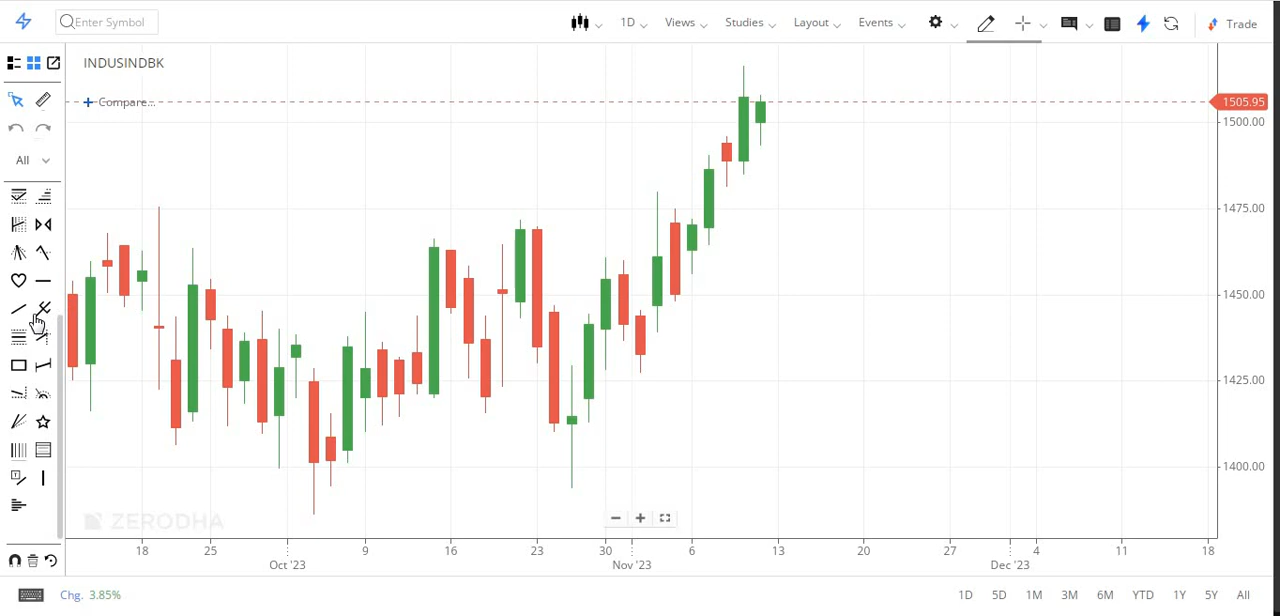 Enter Symbol
1D
Views
Studies
Layout
Events
Trade
INDUSINDBK
Compare...
1505.95
1500.00
All
1475.00
1450.00
1425.00
1400.00
ZERODHA
18 25 9 16 23 30 6 13 20 27 4 11 18
Oct '23 Nov '23 Dec '23
Chg. 3.85%
1D 5D 1M 3M 6M YTD 1Y 5Y All